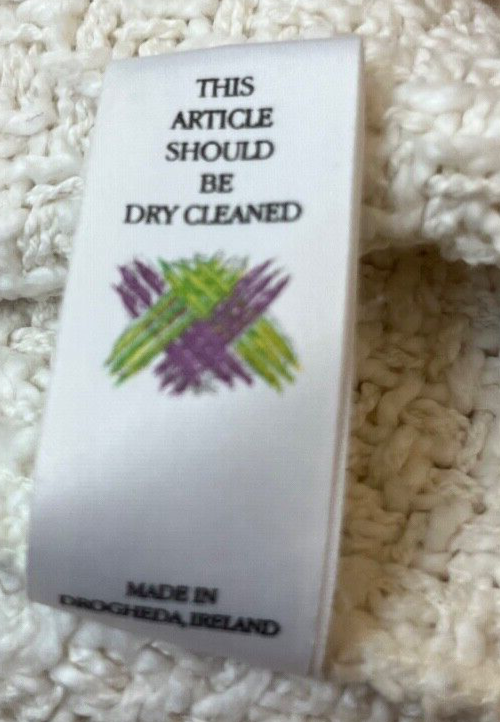 THIS
ARTICLE
SHOULD
BE
DRY CLEANED
MADE IN
DROGHEDA, IRELAND